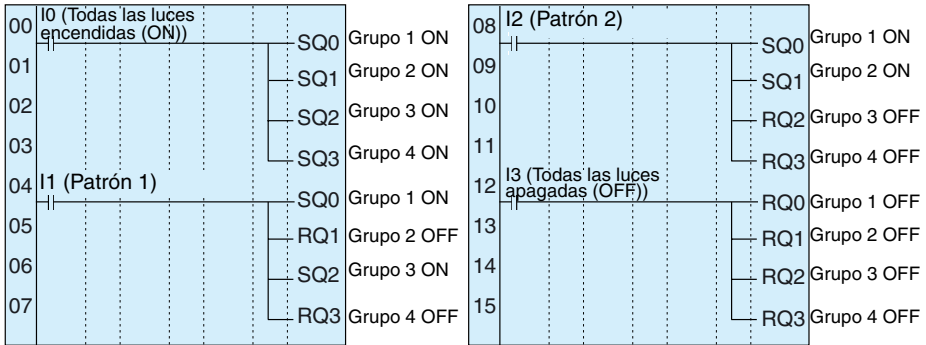 00 I0 (Todas las luces
encendidas (ON))
SQ0 Grupo 1 ON
01 SQ1 Grupo 2 ON
02 SQ2 Grupo 3 ON
03 SQ3 Grupo 4 ON
04 I1 (Patrón 1)
SQ0 Grupo 1 ON
05 RQ1 Grupo 2 OFF
06 SQ2 Grupo 3 ON
07 RQ3 Grupo 4 OFF
08 I2 (Patrón 2)
SQ0 Grupo 1 ON
09 SQ1 Grupo 2 ON
10 RQ2 Grupo 3 OFF
11 RQ3 Grupo 4 OFF
12 I3 (Todas las luces
apagadas (OFF))
RQ0 Grupo 1 OFF
13 RQ1 Grupo 2 OFF
14 RQ2 Grupo 3 OFF
15 RQ3 Grupo 4 OFF